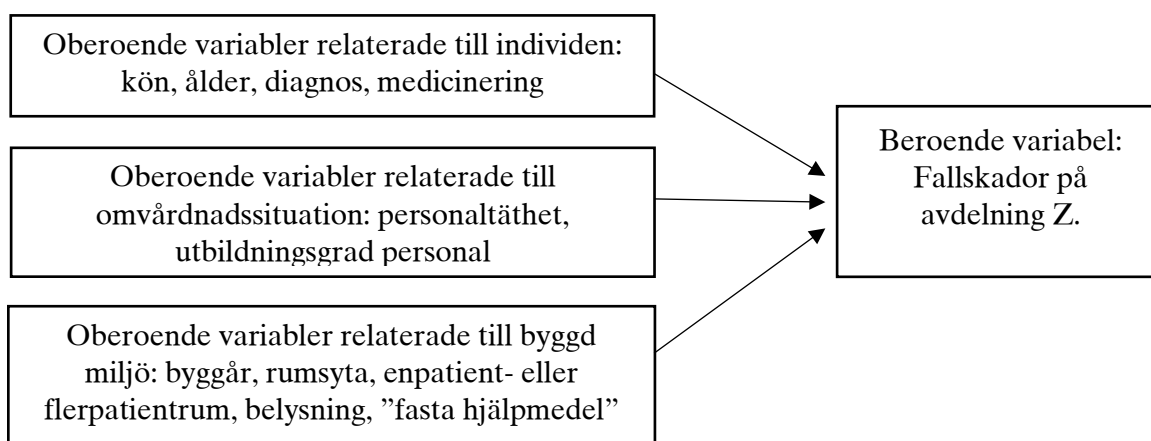 Oberoende variabler relaterade till individen:
kön, ålder, diagnos, medicinering
Oberoende variabler relaterade till
omvårdnadssituation: personaltäthet,
utbildningsgrad personal
Oberoende variabler relaterade till byggd
miljö: byggår, rumsyta, enpatient- eller
flerpatientrum, belysning, ”fasta hjälpmedel”
Beroende variabel:
Fallskador på
avdelning Z.